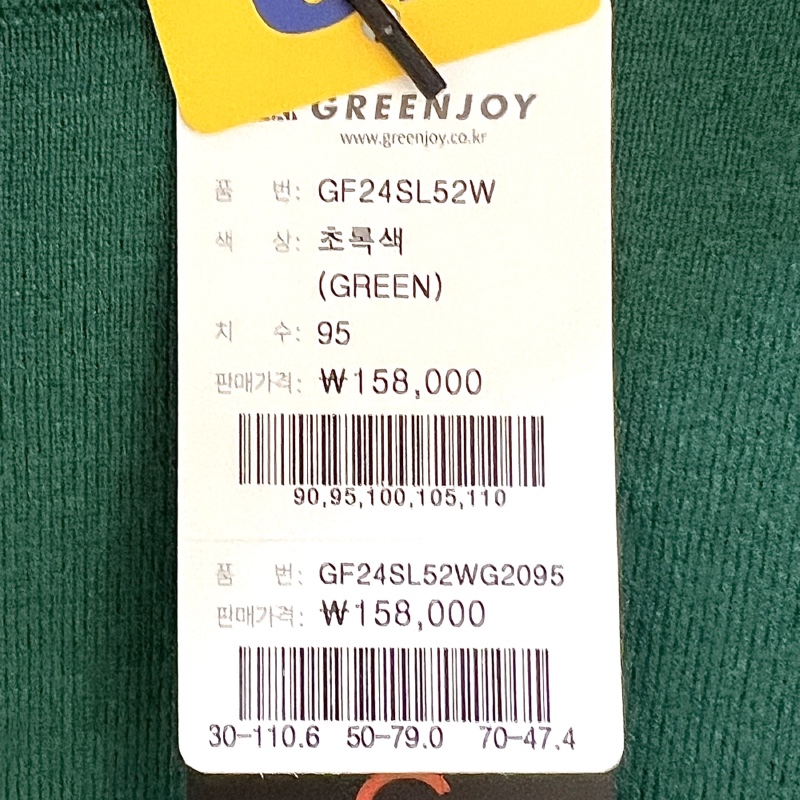 GREENJOY
www.greenjoy.co.kr
품 번: GF24SL52W
색 상: 초록색
(GREEN)
치 수: 95
판매가격: ₩158,000
90,95,100,105,110
품 번: GF24SL52WG2095
판매가격: ₩158,000
30-110.6 50-79.0 70-47.4